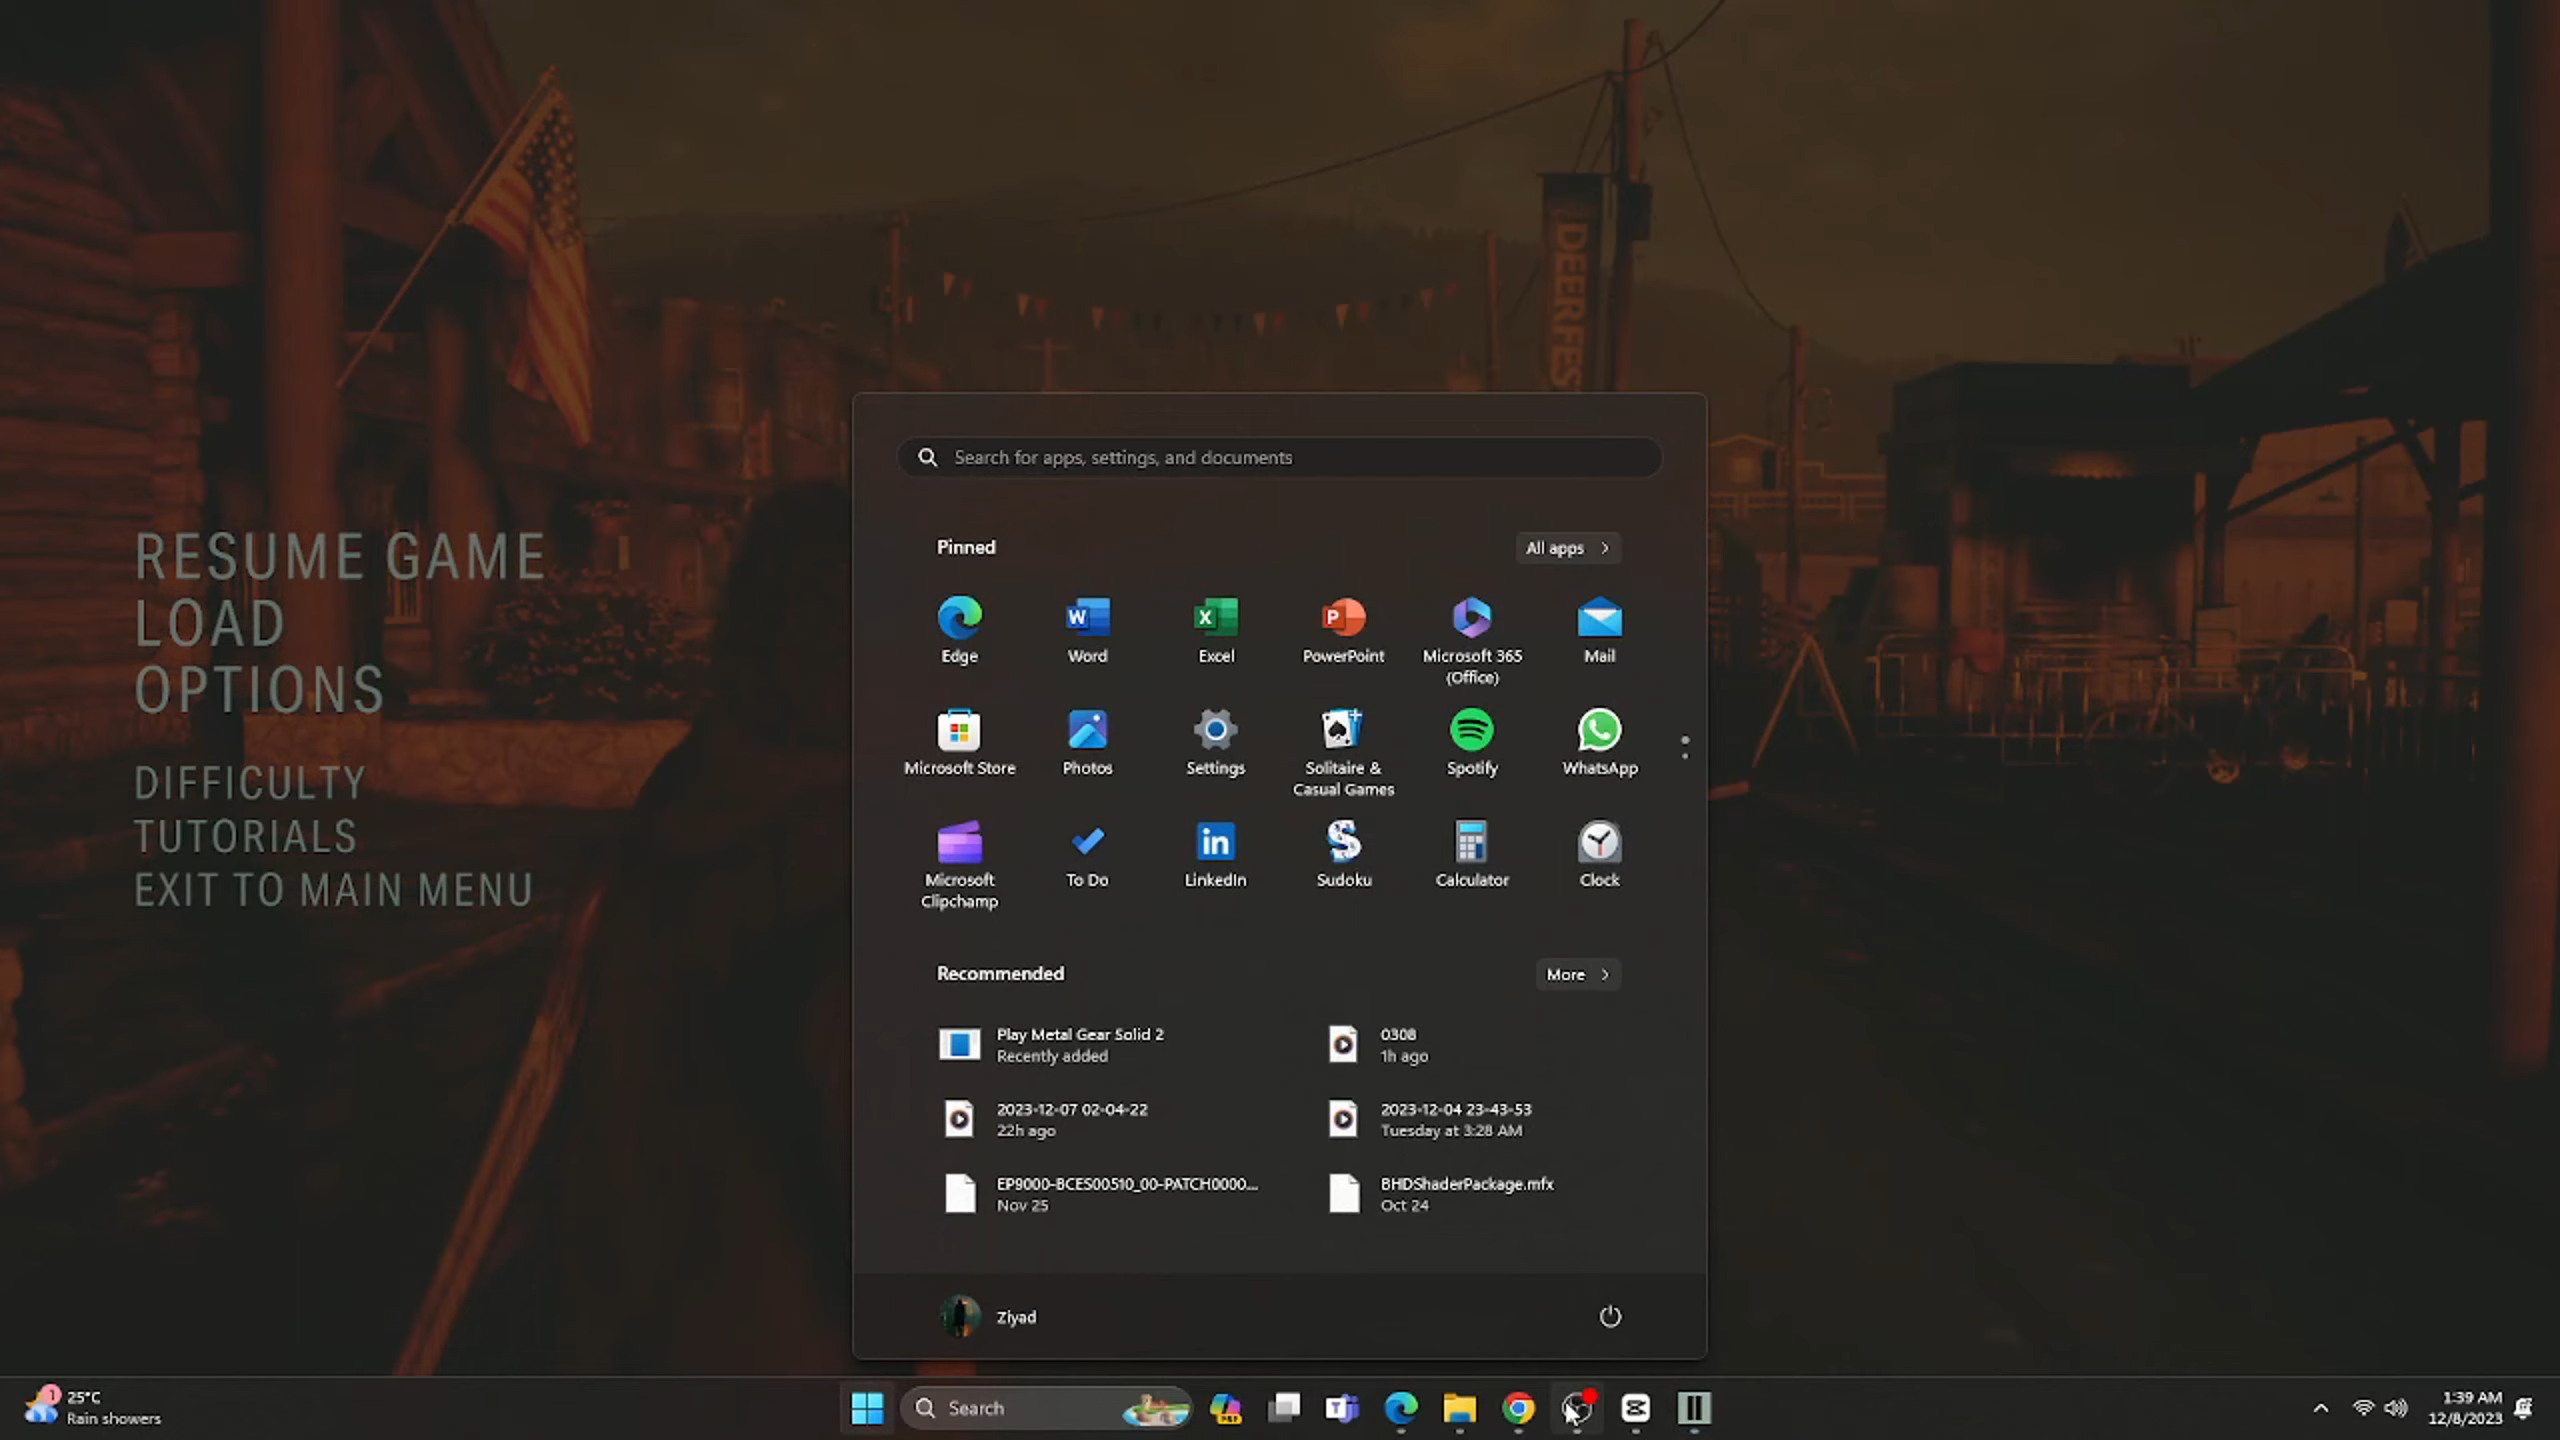 DEERFES
RESUME GAME
LOAD
OPTIONS
DIFFICULTY
TUTORIALS
EXIT TO MAIN MENU
Search for apps, settings, and documents
Pinned
All apps
Edge
Word
Excel
PowerPoint
Microsoft 365
(Office)
Mail
Microsoft Store
Photos
Settings
Solitaire &
Casual Games
Spotify
WhatsApp
Microsoft
Clipchamp
To Do
LinkedIn
Sudoku
Calculator
Clock
Recommended
More
Play Metal Gear Solid 2
Recently added
0308
1h ago
2023-12-07 02-04-22
22h ago
2023-12-04 23-43-53
Tuesday at 3:28 AM
EP9000-BCES00510_00-PATCH0000...
Nov 25
BHDShaderPackage.mfx
Oct 24
Ziyad
1
25°C
Rain showers
Search
1:39 AM
12/8/2023